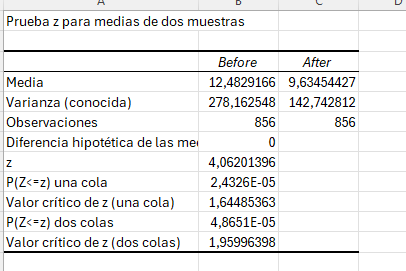 A B C D
Prueba z para medias de dos muestras
Before After
Media 12,4829166 9,63454427
Varianza (conocida) 278,162548 142,742812
Observaciones 856 856
Diferencia hipotética de las me 0
z 4,06201396
P(Z<=z) una cola 2,4326E-05
Valor crítico de z (una cola) 1,64485363
P(Z<=z) dos colas 4,8651E-05
Valor crítico de z (dos colas) 1,95996398